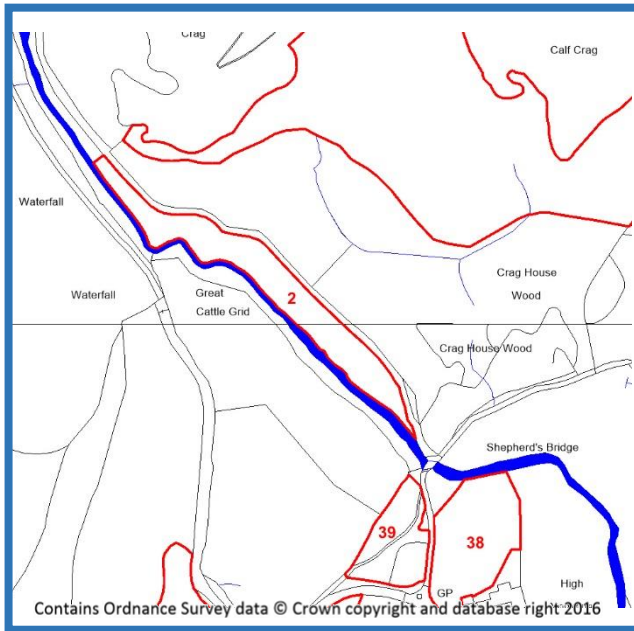 Crag
Calf Crag
Waterfall
Crag House
Wood
Waterfall
Great
Cattle Grid
2
Crag House Wood
Shepherd's Bridge
39
38
High
GP
Contains Ordnance Survey data © Crown copyright and database right 2016